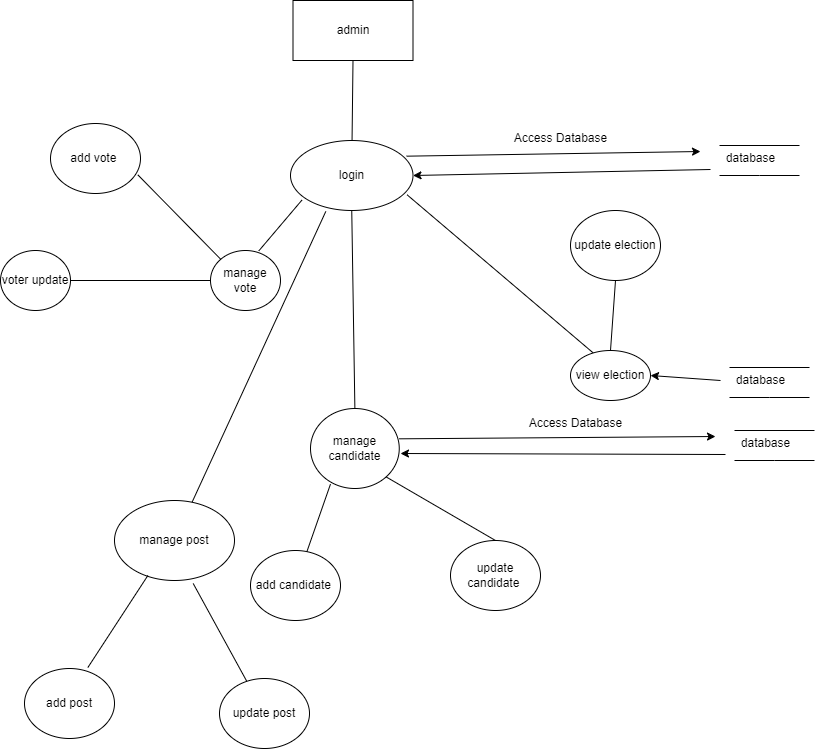 admin
Access Database
add vote
database
login
update election
manage
vote
voter update
view election
database
Access Database
manage
candidate
database
manage post
update
candidate
add candidate
add post
update post